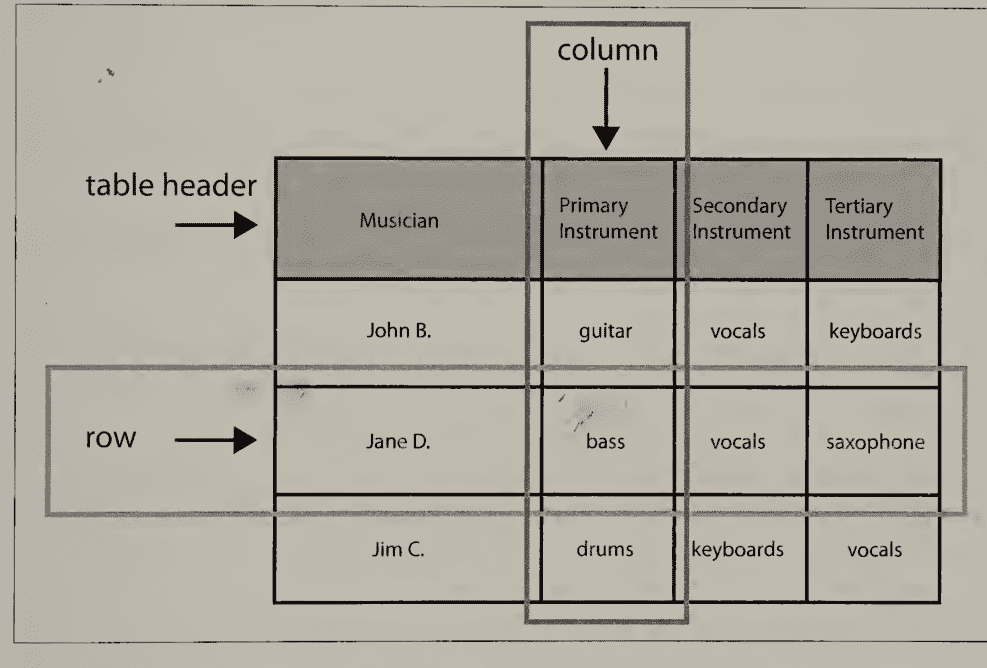 column
table header
Musician
Primary
Instrument
Secondary
Instrument
Tertiary
Instrument
John B.
guitar
vocals
keyboards
row
Jane D.
bass
vocals
saxophone
Jim C.
drums
keyboards
vocals